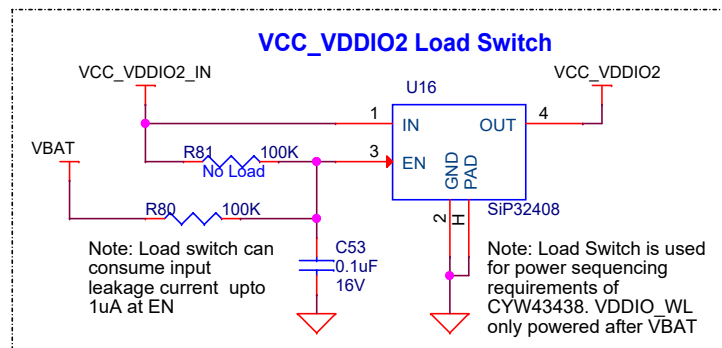 VCC_VDDIO2 Load Switch
VCC_VDDIO2_IN
VCC_VDDIO2
U16
1
IN
OUT
4
VBAT
R81
100K
No Load
3
EN
GND
PAD
R80
100K
SiP32408
2
H
Note: Load switch can
consume input
leakage current upto
1uA at EN
C53
0.1uF
16V
Note: Load Switch is used
for power sequencing
requirements of
CYW43438. VDDIO_WL
only powered after VBAT